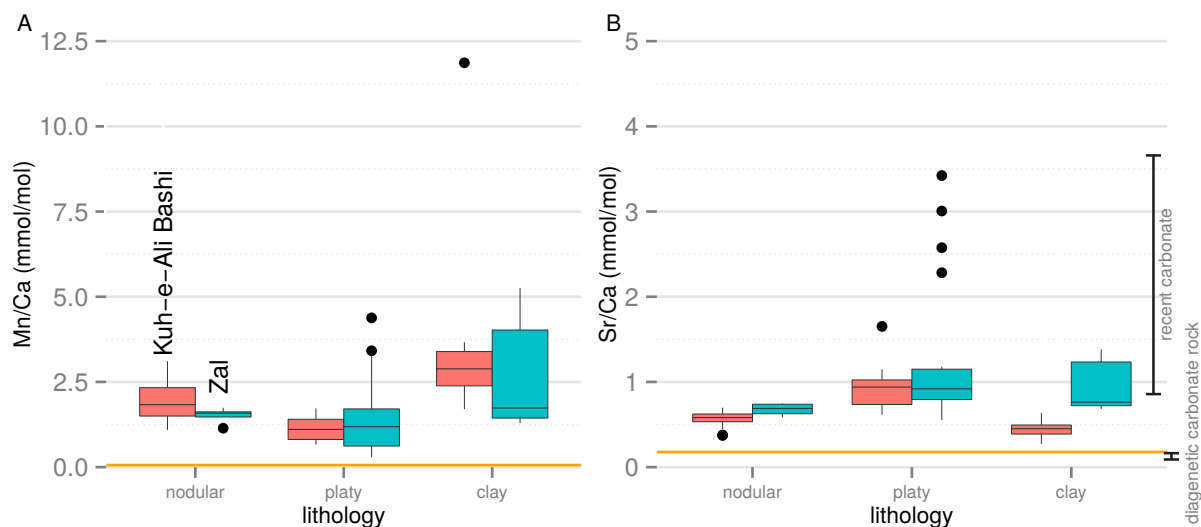 A
12.5
10.0
7.5
5.0
2.5
0.0
Mn/Ca (mmol/mol)
Kuh−e−Ali Bashi
Zal
nodular
platy
clay
lithology
B
5
4
3
2
1
0
Sr/Ca (mmol/mol)
nodular
platy
clay
lithology
recent carbonate
diagenetic carbonate rock